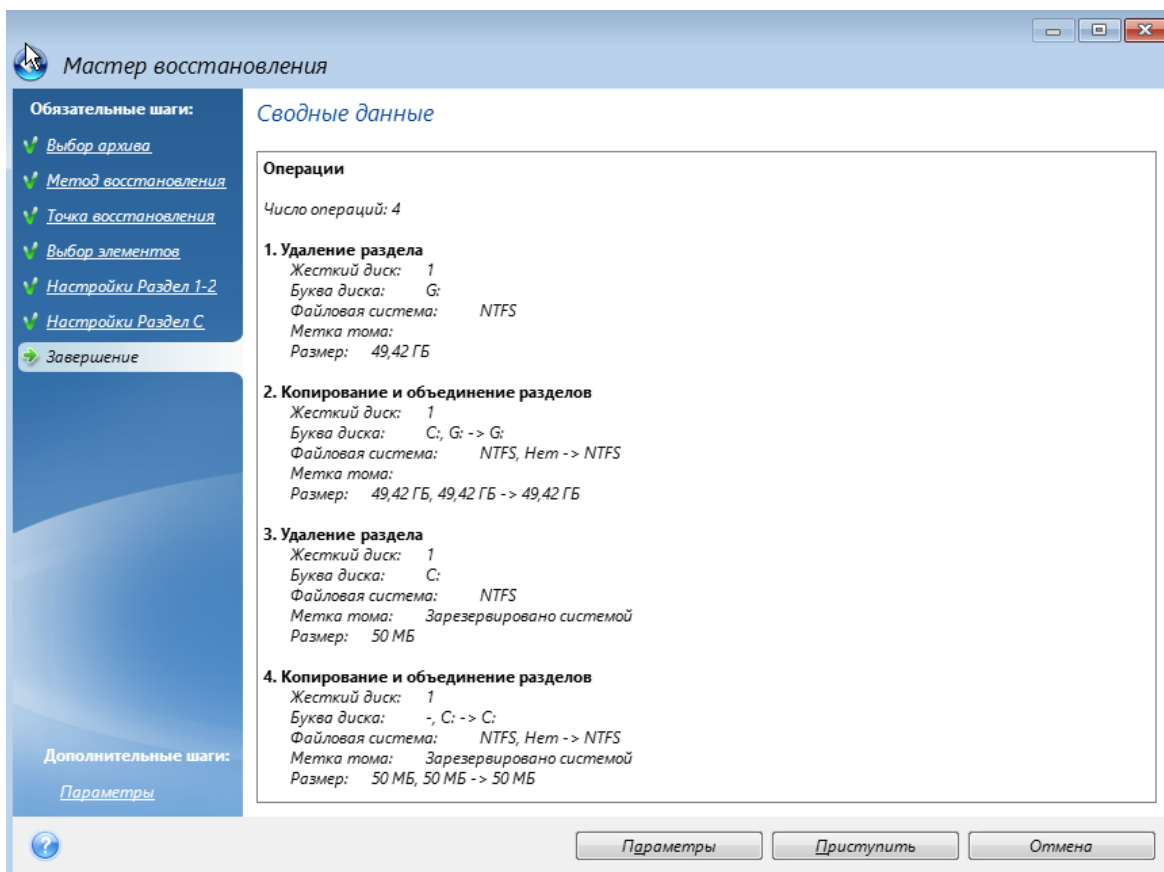 Мастер восстановления
Обязательные шаги:
Выбор архива
Метод восстановления
Точка восстановления
Выбор элементов
Настройки Раздел 1-2
Настройки Раздел C
Завершение
Дополнительные шаги:
Параметры
Сводные данные
Операции
Число операций: 4
1. Удаление раздела
Жесткий диск: 1
Буква диска: G:
Файловая система: NTFS
Метка тома:
Размер: 49,42 ГБ
2. Копирование и объединение разделов
Жесткий диск: 1
Буква диска: C:, G: -> G:
Файловая система: NTFS, Нет -> NTFS
Метка тома:
Размер: 49,42 ГБ, 49,42 ГБ -> 49,42 ГБ
3. Удаление раздела
Жесткий диск: 1
Буква диска: C:
Файловая система: NTFS
Метка тома: Зарезервировано системой
Размер: 50 МБ
4. Копирование и объединение разделов
Жесткий диск: 1
Буква диска: -, C: -> C:
Файловая система: NTFS, Нет -> NTFS
Метка тома: Зарезервировано системой
Размер: 50 МБ, 50 МБ -> 50 МБ
Параметры Приступить Отмена